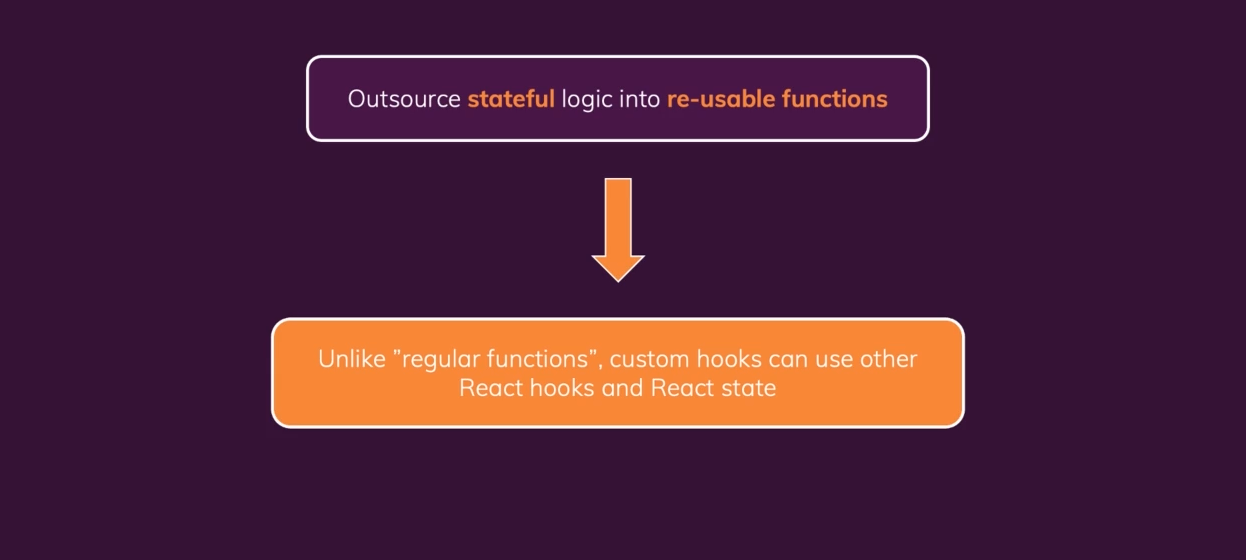 Outsource stateful logic into re-usable functions
Unlike ”regular functions”, custom hooks can use other
React hooks and React state